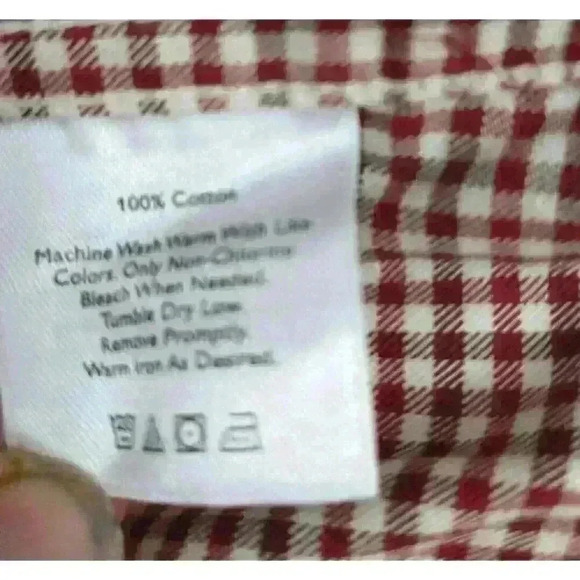 100% Cotton
Machine Wash Warm With Like
Colors. Only Non-Chlorine
Bleach When Needed.
Tumble Dry Low.
Remove Promptly.
Warm Iron As Desired.